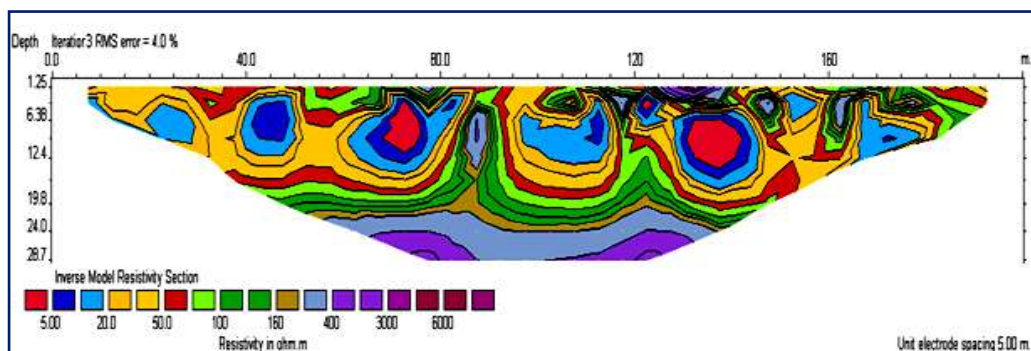 Depth Iteration 3 RMS error = 4.0 %
0.0 40.0 80.0 120 160 m.
1.25
6.38
12.4
19.8
24.0
28.7
Inverse Model Resistivity Section
5.00 20.0 50.0 100 160 400 3000 6000
Resistivity in ohm.m
Unit electrode spacing 5.00 m.